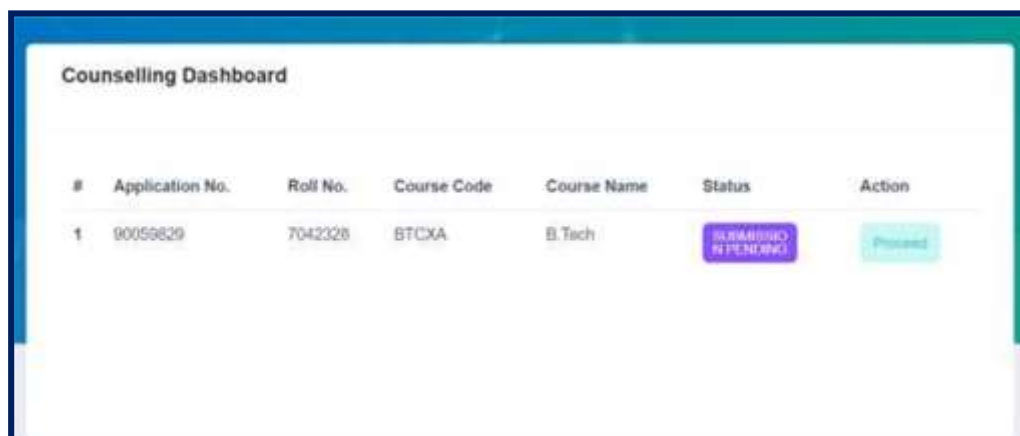 Counselling Dashboard
# Application No. Roll No. Course Code Course Name Status Action
1 90059829 7042328 BTCXA B.Tech SUBMISSIO Proceed
N PENDING